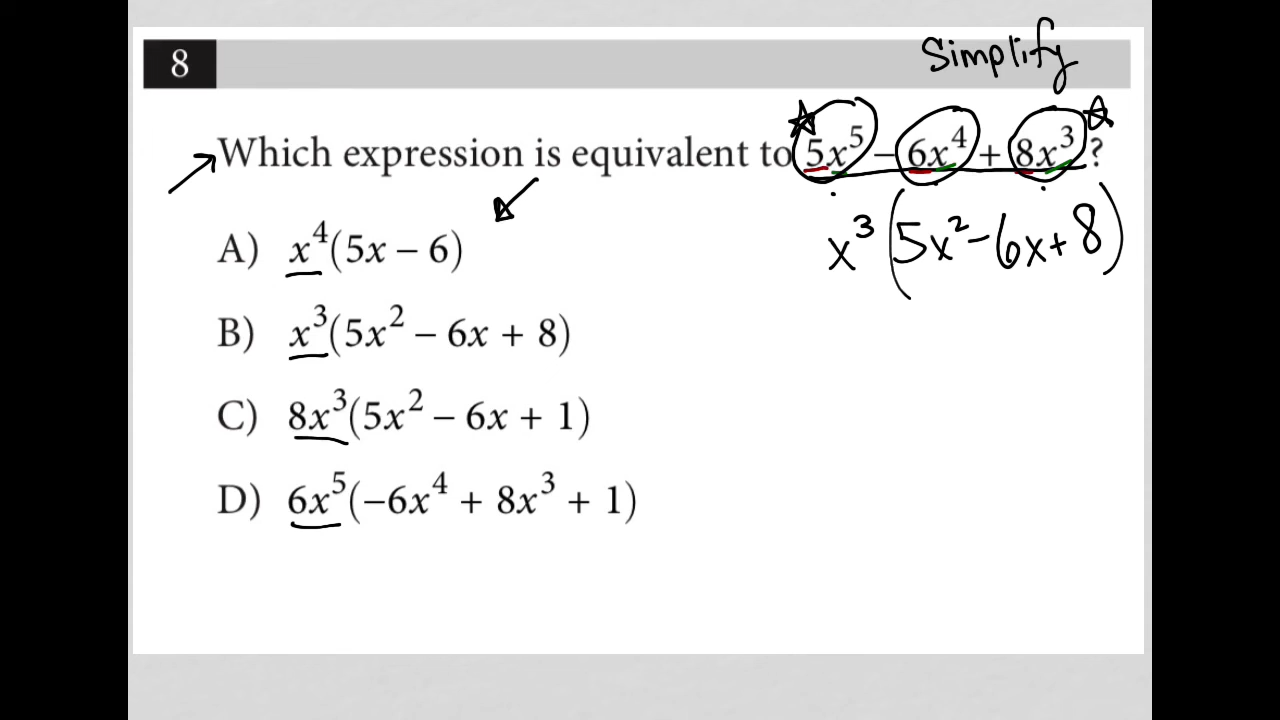 8
Simplify
Which expression is equivalent to 5x⁵ − 6x⁴ + 8x³ ?
x³ (5x² − 6x + 8)
A) x⁴(5x − 6)
B) x³(5x² − 6x + 8)
C) 8x³(5x² − 6x + 1)
D) 6x⁵(−6x⁴ + 8x³ + 1)